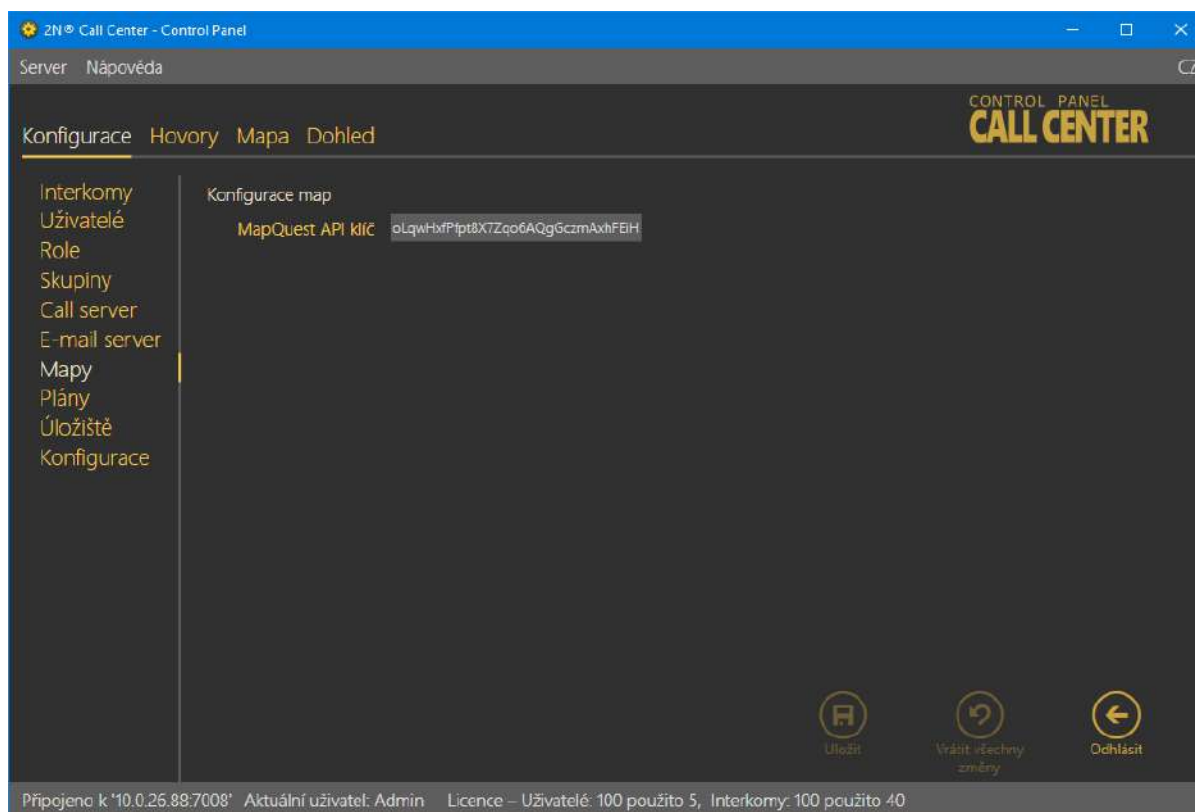 2N® Call Center - Control Panel
Server Nápověda
CONTROL PANEL
CALL CENTER
Konfigurace Hovory Mapa Dohled
Interkomy
Uživatelé
Role
Skupiny
Call server
E-mail server
Mapy
Plány
Úložiště
Konfigurace
Konfigurace map
MapQuest API klíč
Uložit
Vrátit všechny
změny
Odhlásit
Připojeno k '10.0.26.88:7008' Aktuální uživatel: Admin Licence – Uživatelé: 100 použito 5, Interkomy: 100 použito 40